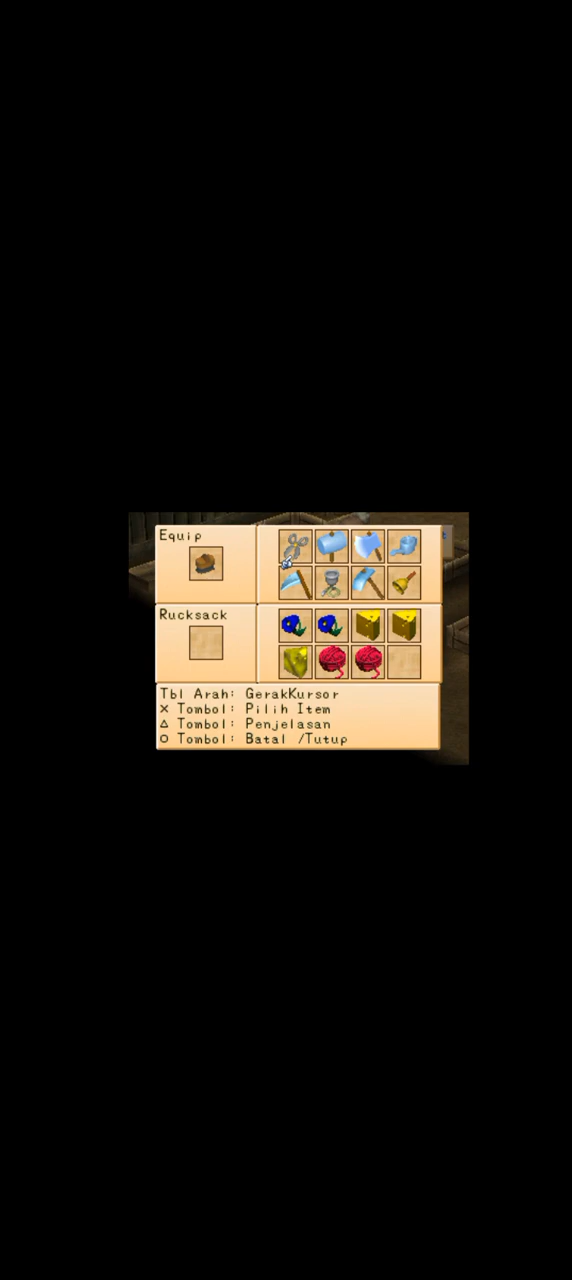 Equip
Rucksack
Tbl Arah: GerakKursor
× Tombol: Pilih Item
△ Tombol: Penjelasan
○ Tombol: Batal /Tutup